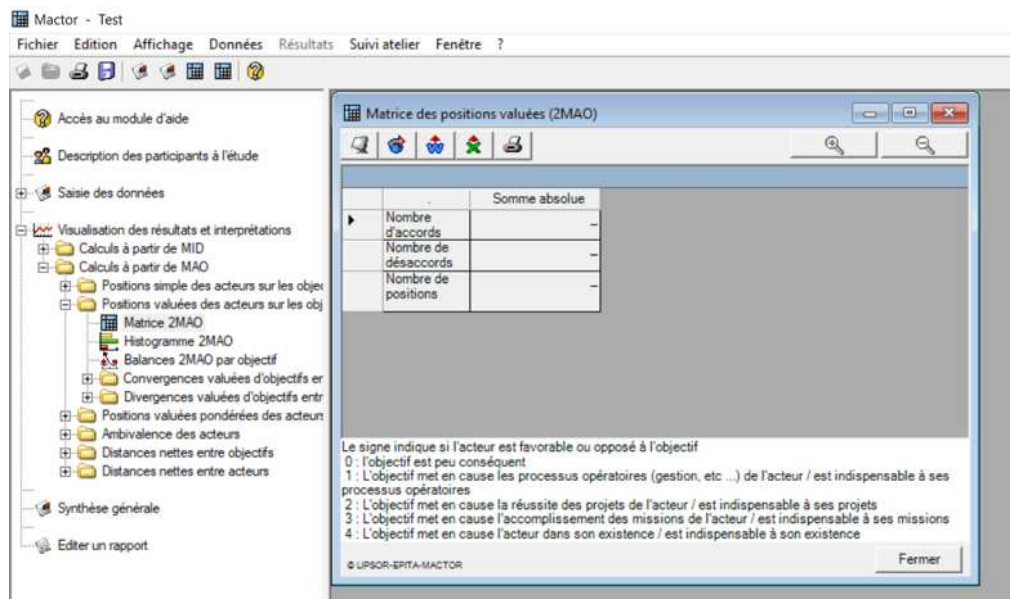 Mactor - Test
Fichier Edition Affichage Données Résultats Suivi atelier Fenêtre ?
Accès au module d'aide
Description des participants à l'étude
Saisie des données
Visualisation des résultats et interprétations
Calculs à partir de MID
Calculs à partir de MAO
Positions simple des acteurs sur les objec
Positions valuées des acteurs sur les obj
Matrice 2MAO
Histogramme 2MAO
Balances 2MAO par objectif
Convergences valuées d'objectifs er
Divergences valuées d'objectifs entr
Positions valuées pondérées des acteurs
Ambivalence des acteurs
Distances nettes entre objectifs
Distances nettes entre acteurs
Synthèse générale
Editer un rapport
Matrice des positions valuées (2MAO)
. Somme absolue
Nombre
d'accords –
Nombre de
désaccords –
Nombre de
positions –
Le signe indique si l'acteur est favorable ou opposé à l'objectif
0 : l'objectif est peu conséquent
1 : L'objectif met en cause les processus opératoires (gestion, etc ...) de l'acteur / est indispensable à ses
processus opératoires
2 : L'objectif met en cause la réussite des projets de l'acteur / est indispensable à ses projets
3 : L'objectif met en cause l'accomplissement des missions de l'acteur / est indispensable à ses missions
4 : L'objectif met en cause l'acteur dans son existence / est indispensable à son existence
© LIPSOR-EPITA-MACTOR
Fermer